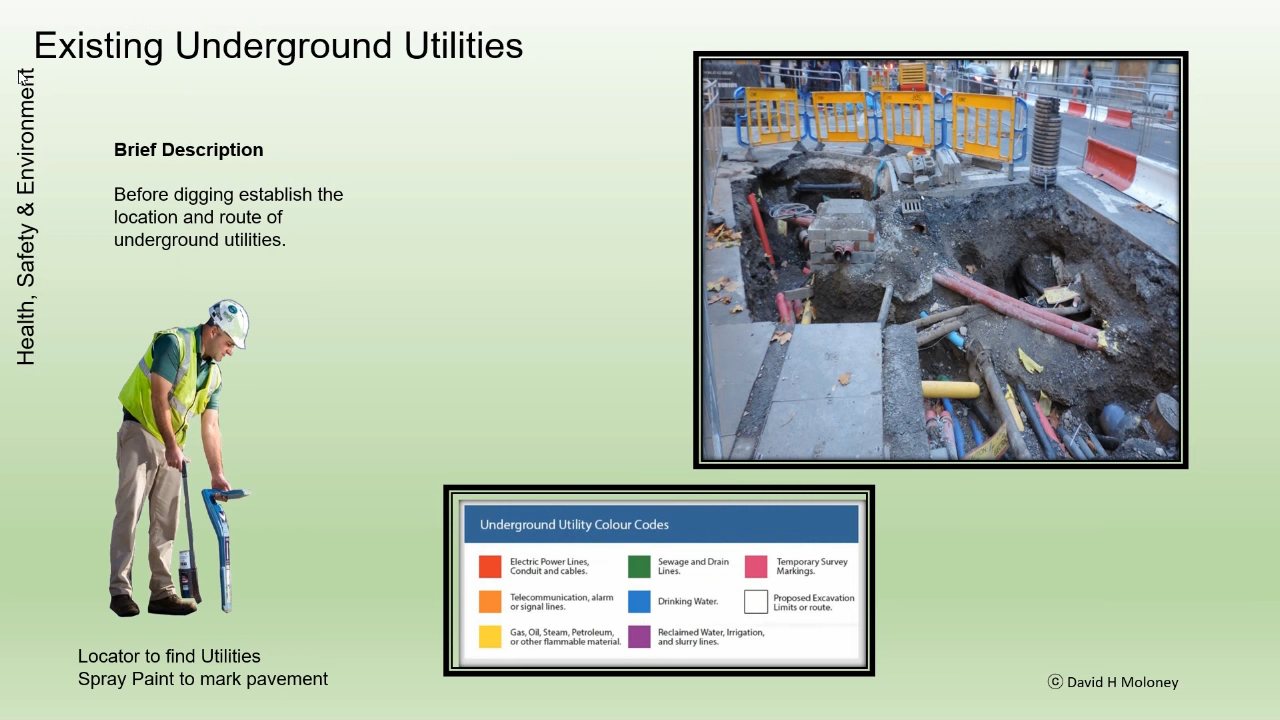 Existing Underground Utilities
Health, Safety & Environment
Brief Description
Before digging establish the
location and route of
underground utilities.
Underground Utility Colour Codes
Electric Power Lines,
Conduit and cables.
Sewage and Drain
Lines.
Temporary Survey
Markings.
Telecommunication, alarm
or signal lines.
Drinking Water.
Proposed Excavation
Limits or route.
Gas, Oil, Steam, Petroleum,
or other flammable material.
Reclaimed Water, Irrigation,
and slurry lines.
Locator to find Utilities
Spray Paint to mark pavement
© David H Moloney